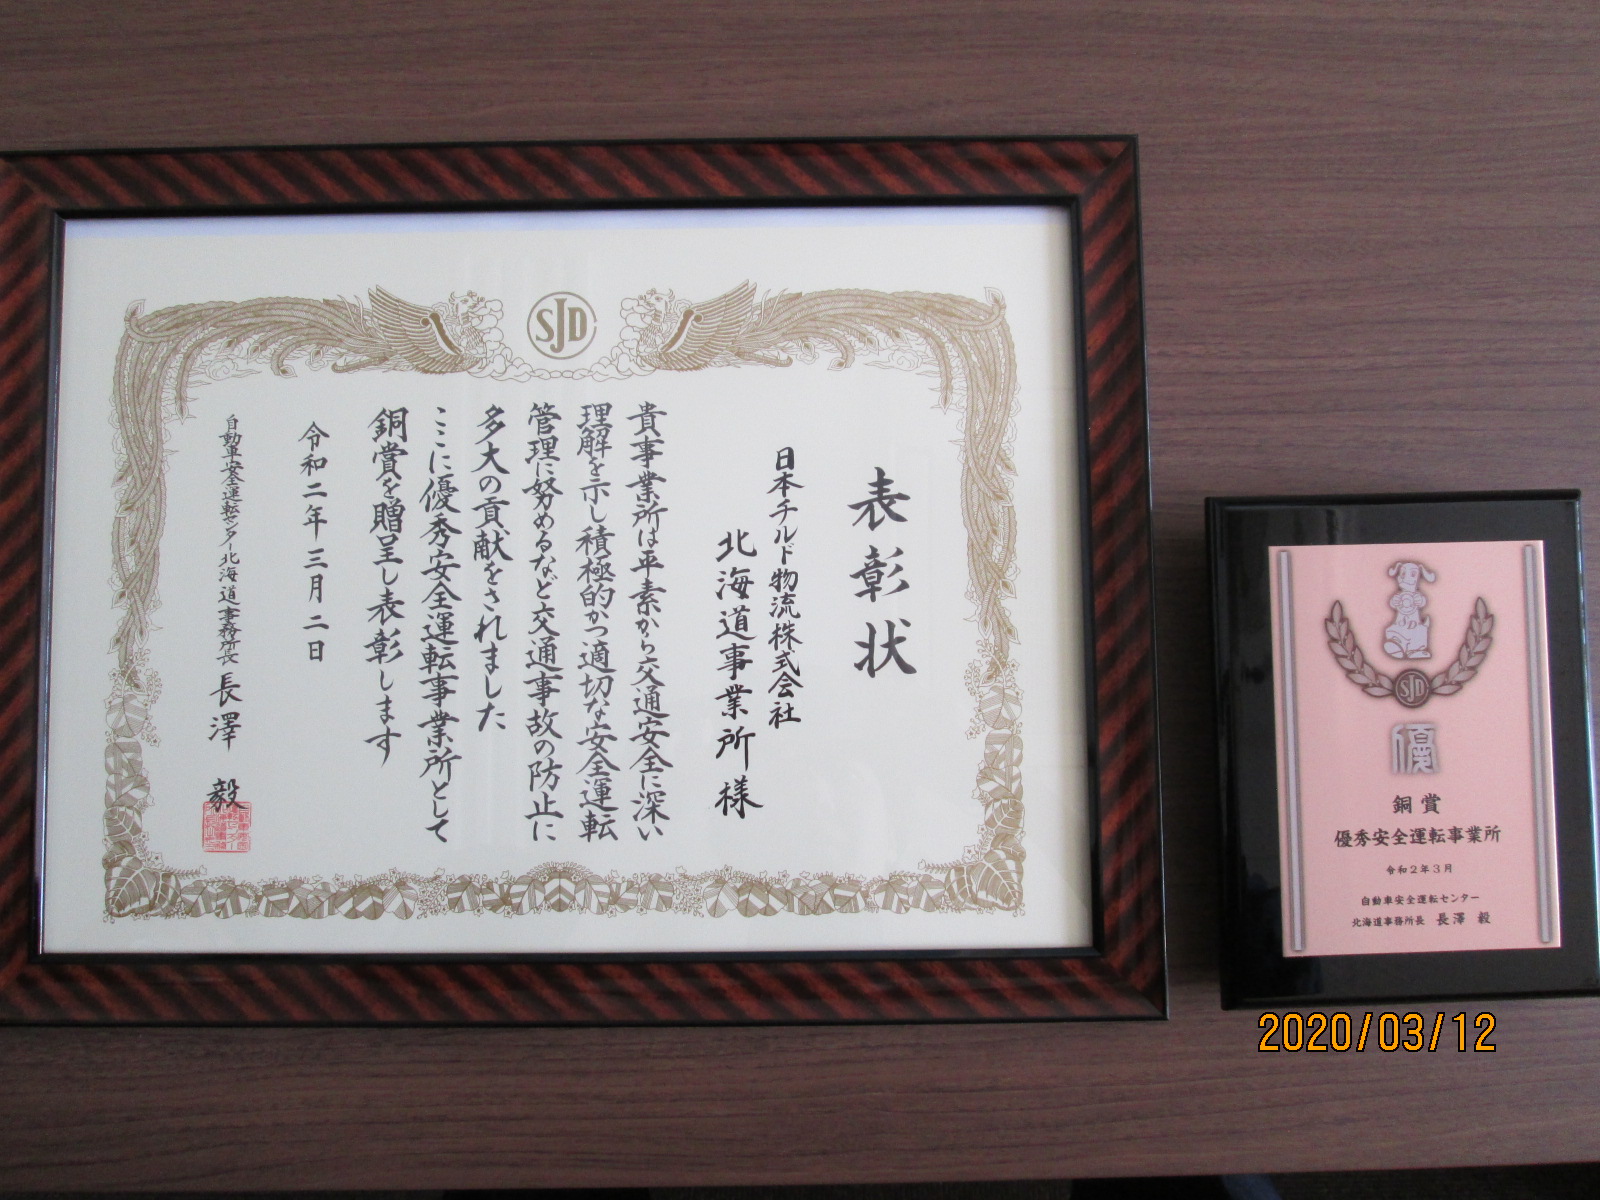 SJD
表彰状
日本チルド物流株式会社
北海道事業所様
貴事業所は平素から交通安全に深い
理解を示し積極的かつ適切な安全運転
管理に努めるなど交通事故の防止に
多大の貢献をされました
ここに優秀安全運転事業所として
銅賞を贈呈し表彰します
令和二年三月二日
自動車安全運転センター北海道事務所長 長澤 毅
SJD
優
銅賞
優秀安全運転事業所
令和2年3月
自動車安全運転センター
北海道事務所長 長澤 毅
2020/03/12